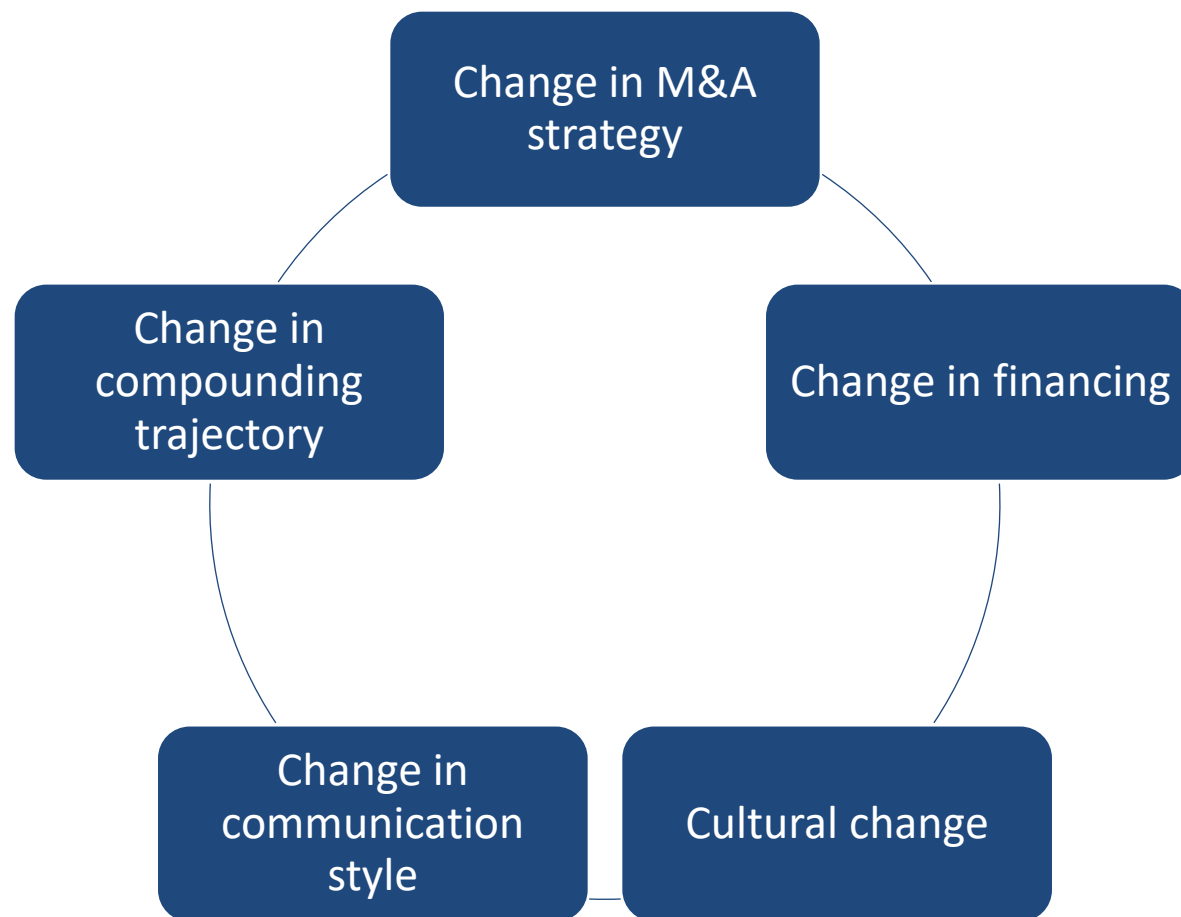 Change in M&A
strategy
Change in financing
Cultural change
Change in
communication
style
Change in
compounding
trajectory